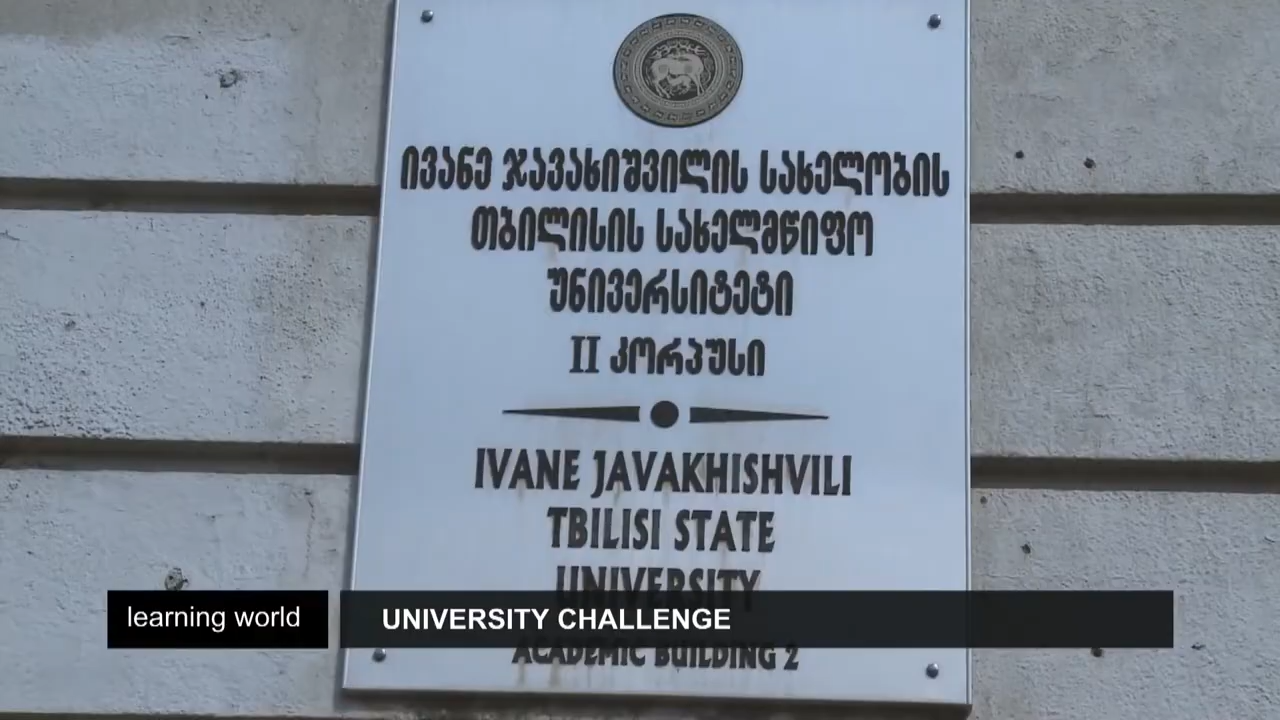 ივანე ჯავახიშვილის სახელობის
თბილისის სახელმწიფო
უნივერსიტეტი
II კორპუსი
IVANE JAVAKHISHVILI
TBILISI STATE
UNIVERSITY
learning world
UNIVERSITY CHALLENGE
ACADEMIC BUILDING 2